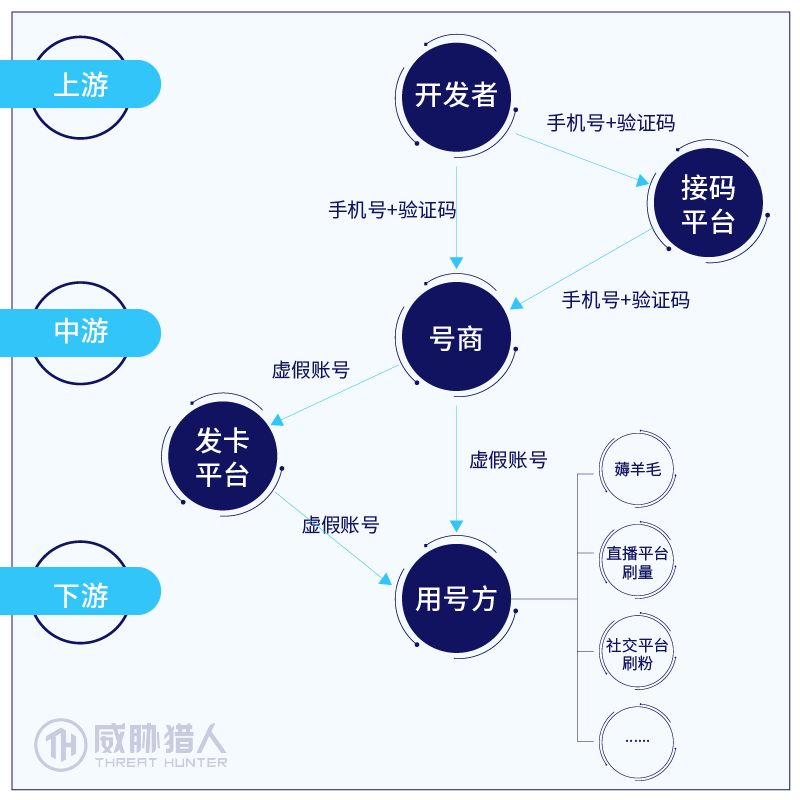 上游
开发者
手机号+验证码
接码
平台
手机号+验证码
手机号+验证码
中游
号商
虚假账号
发卡
平台
虚假账号
薅羊毛
虚假账号
直播平台
刷量
下游
用号方
社交平台
刷粉
......
TH
威胁猎人
THREAT HUNTER